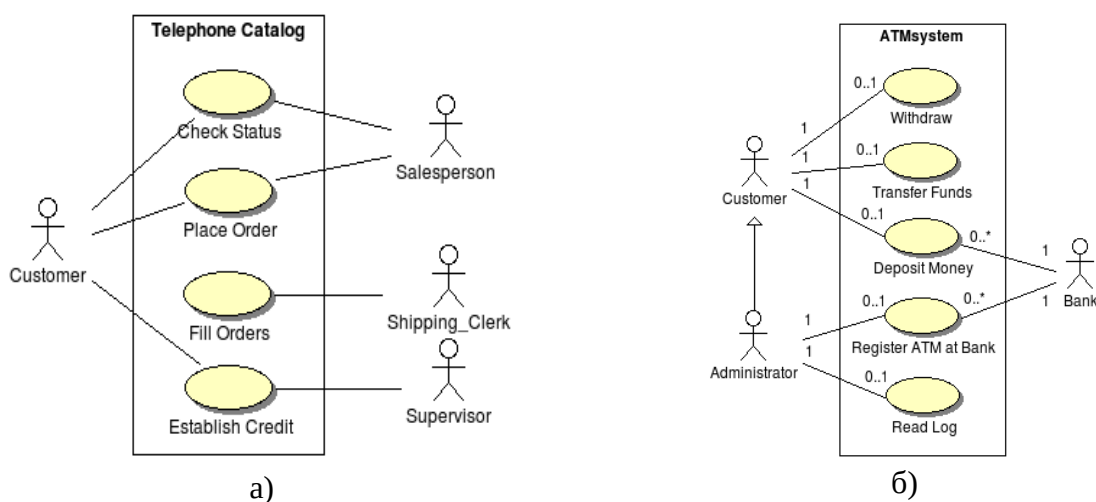 Telephone Catalog
Check Status
Salesperson
Place Order
Customer
Fill Orders
Shipping_Clerk
Establish Credit
Supervisor
а)
ATMsystem
0..1
Withdraw
1
1
0..1
Transfer Funds
Customer
1
0..1
0..*
1
Deposit Money
Bank
0..1
0..*
1
1
Register ATM at Bank
Administrator
1
0..1
Read Log
б)